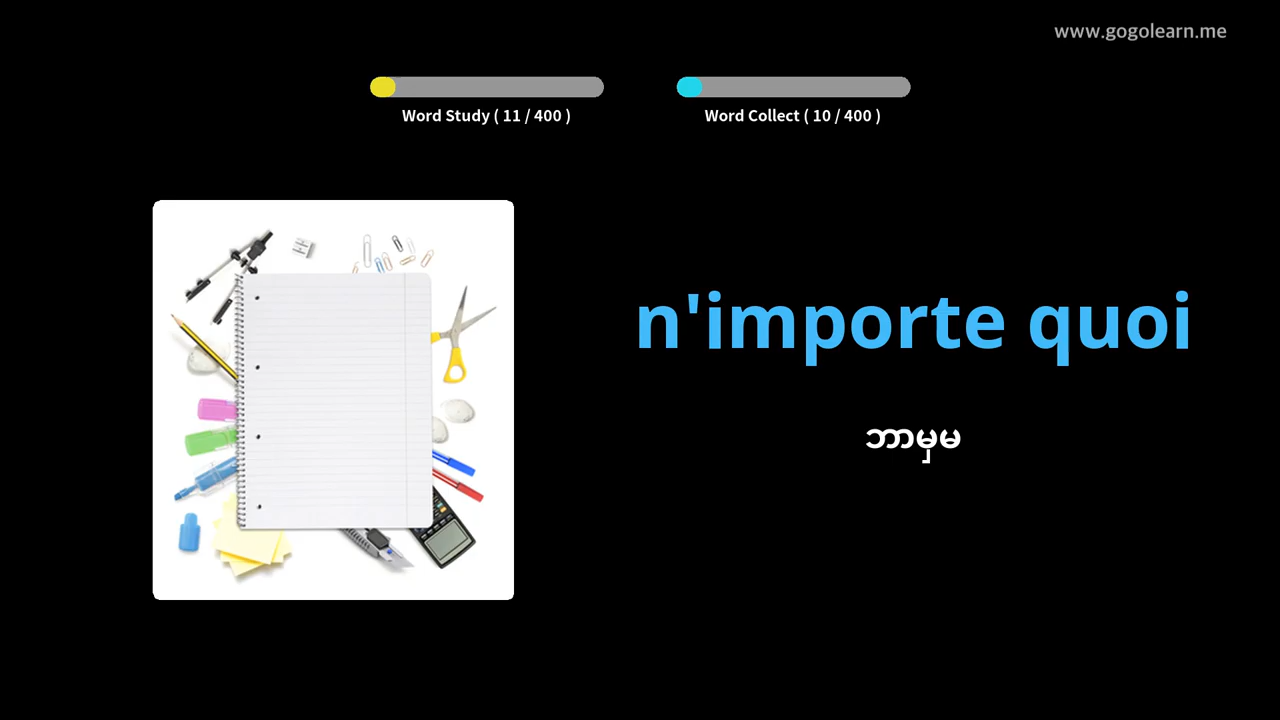 www.gogolearn.me
Word Study ( 11 / 400 )
Word Collect ( 10 / 400 )
n'importe quoi
ဘာမှမ